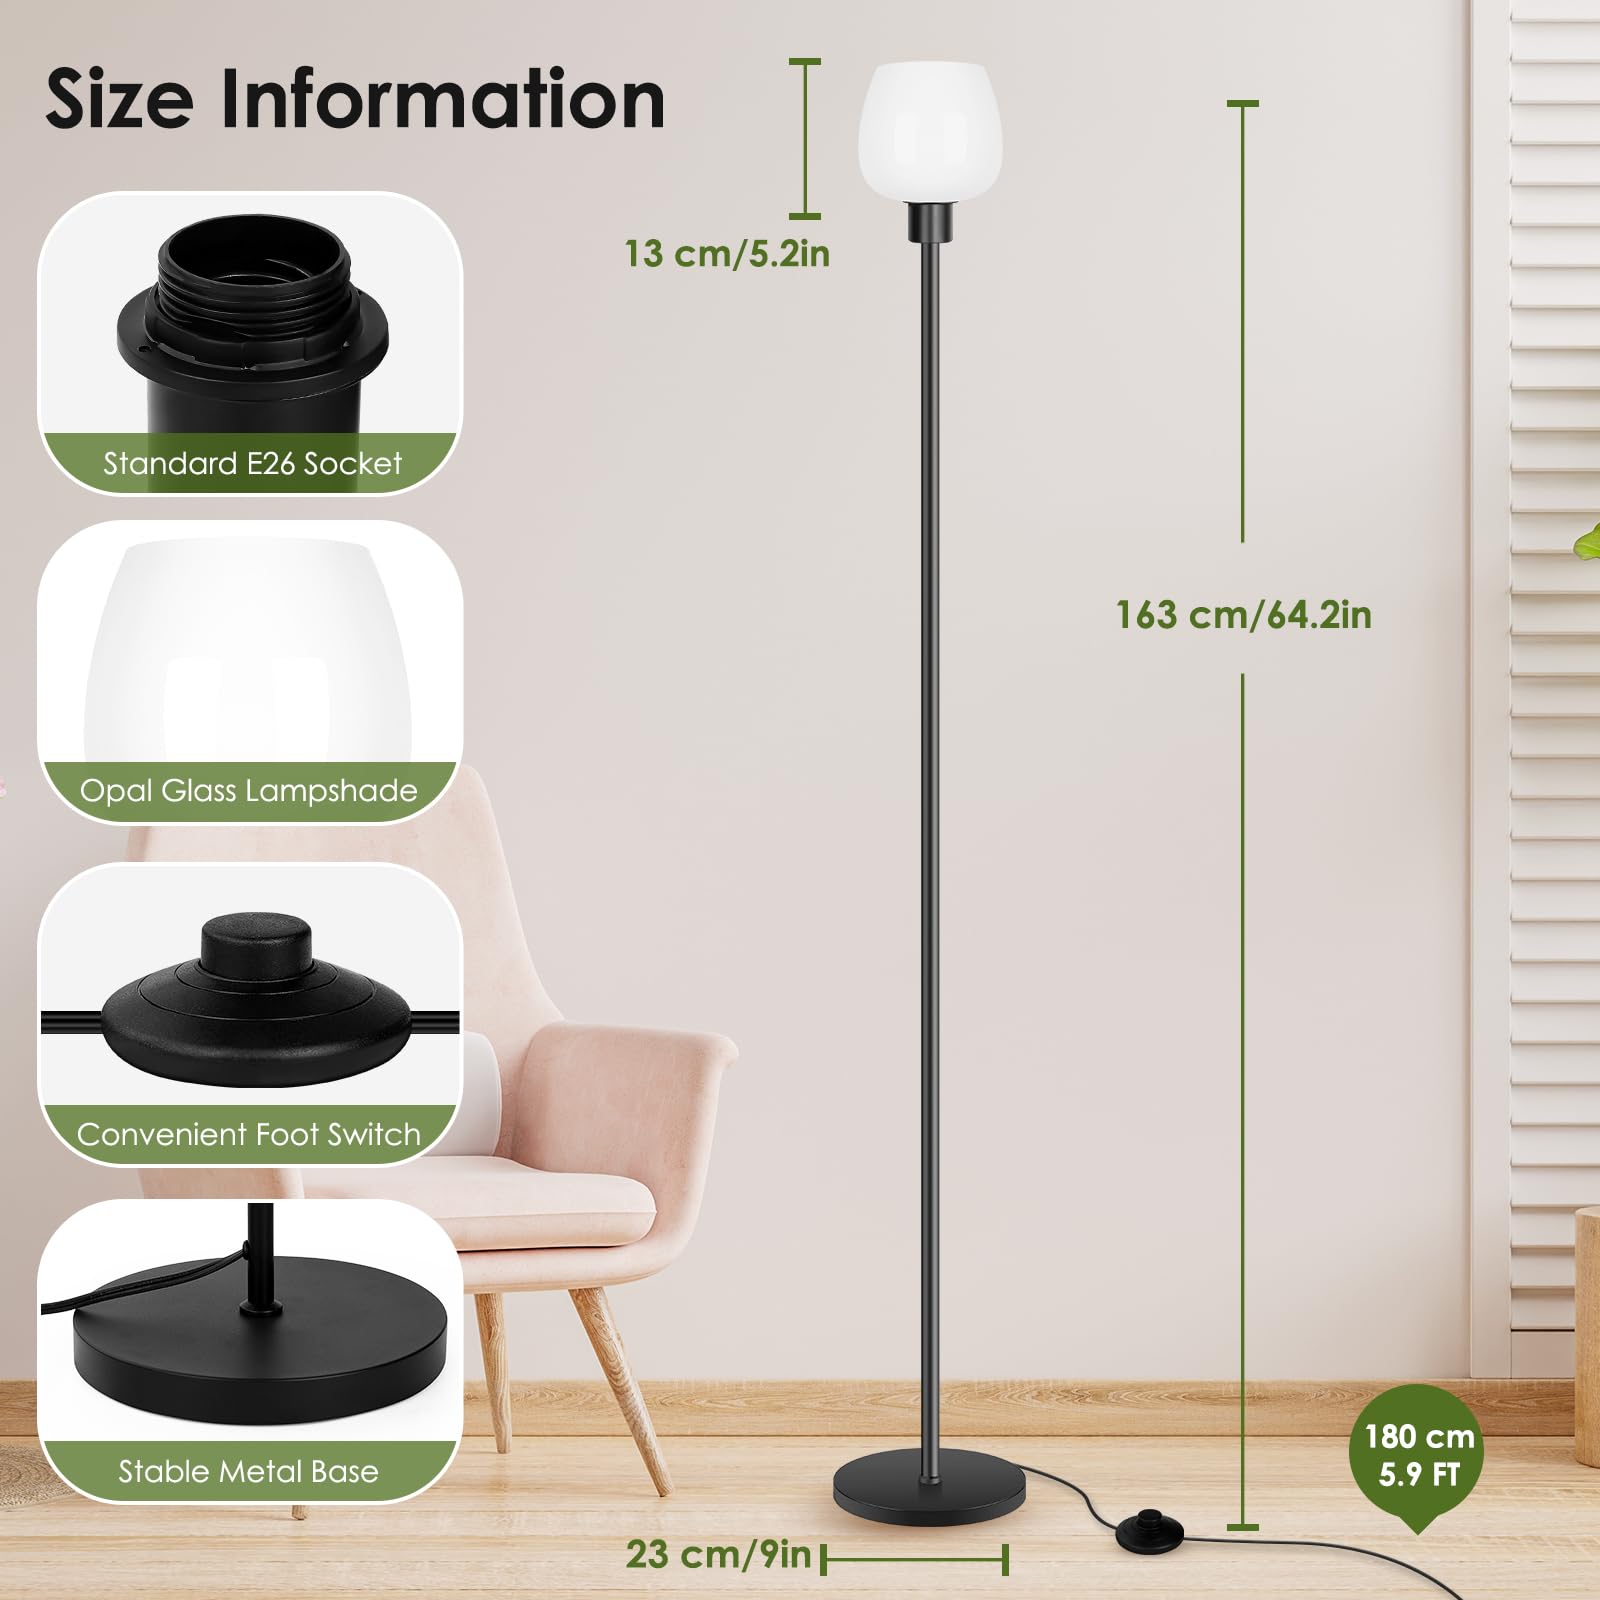 Size Information
13 cm/5.2in
Standard E26 Socket
163 cm/64.2in
Opal Glass Lampshade
Convenient Foot Switch
180 cm
5.9 FT
Stable Metal Base
23 cm/9in